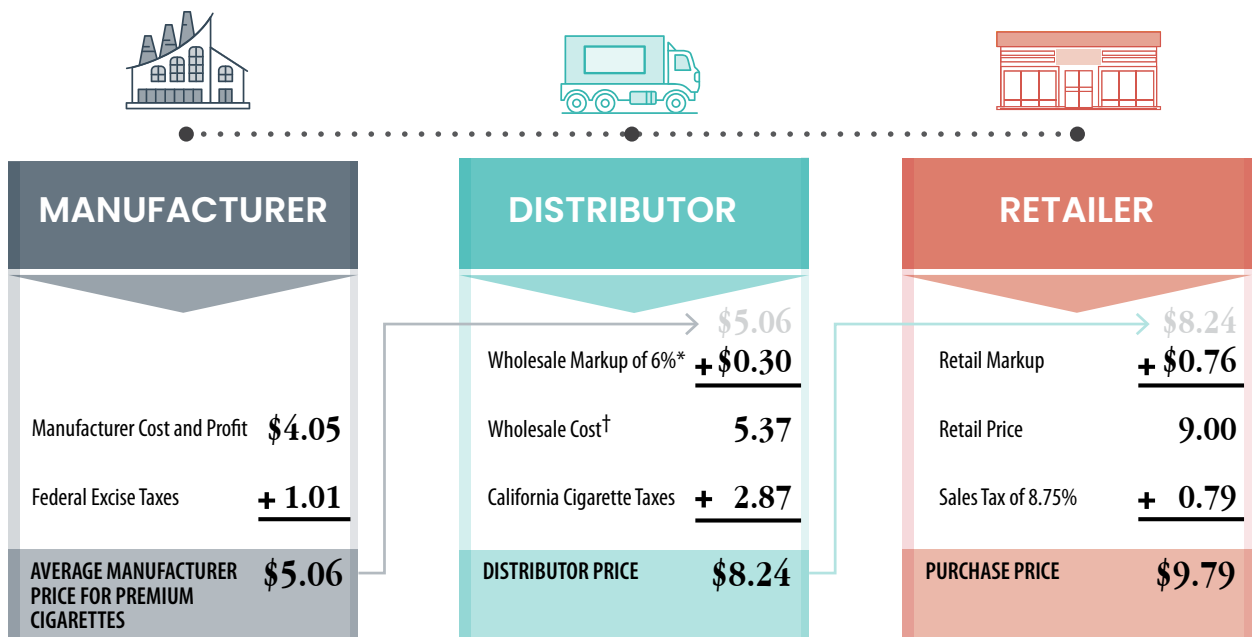 MANUFACTURER
Manufacturer Cost and Profit $4.05
Federal Excise Taxes + 1.01
AVERAGE MANUFACTURER
PRICE FOR PREMIUM
CIGARETTES
$5.06
DISTRIBUTOR
$5.06
Wholesale Markup of 6%* + $0.30
Wholesale Cost† 5.37
California Cigarette Taxes + 2.87
DISTRIBUTOR PRICE $8.24
RETAILER
$8.24
Retail Markup + $0.76
Retail Price 9.00
Sales Tax of 8.75% + 0.79
PURCHASE PRICE $9.79